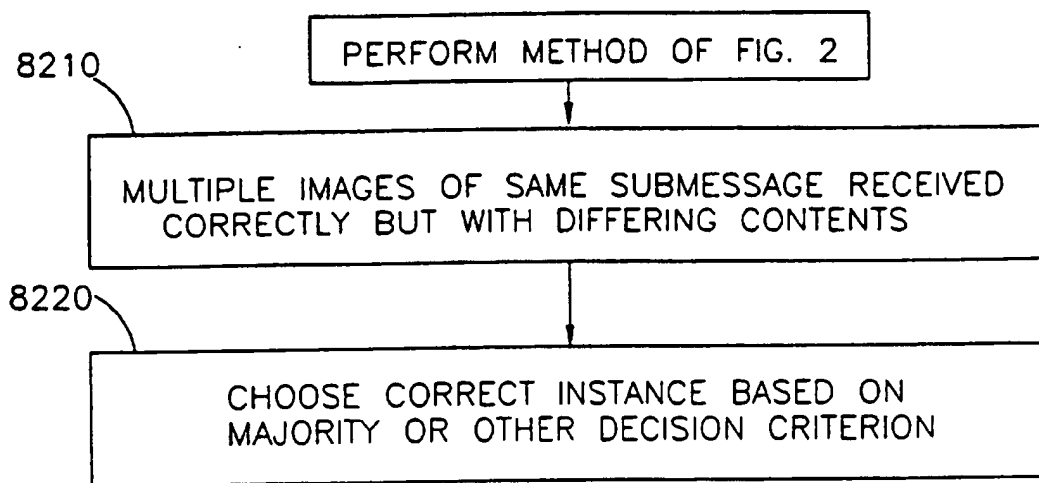 PERFORM METHOD OF FIG. 2
8210
MULTIPLE IMAGES OF SAME SUBMESSAGE RECEIVED
CORRECTLY BUT WITH DIFFERING CONTENTS
8220
CHOOSE CORRECT INSTANCE BASED ON
MAJORITY OR OTHER DECISION CRITERION